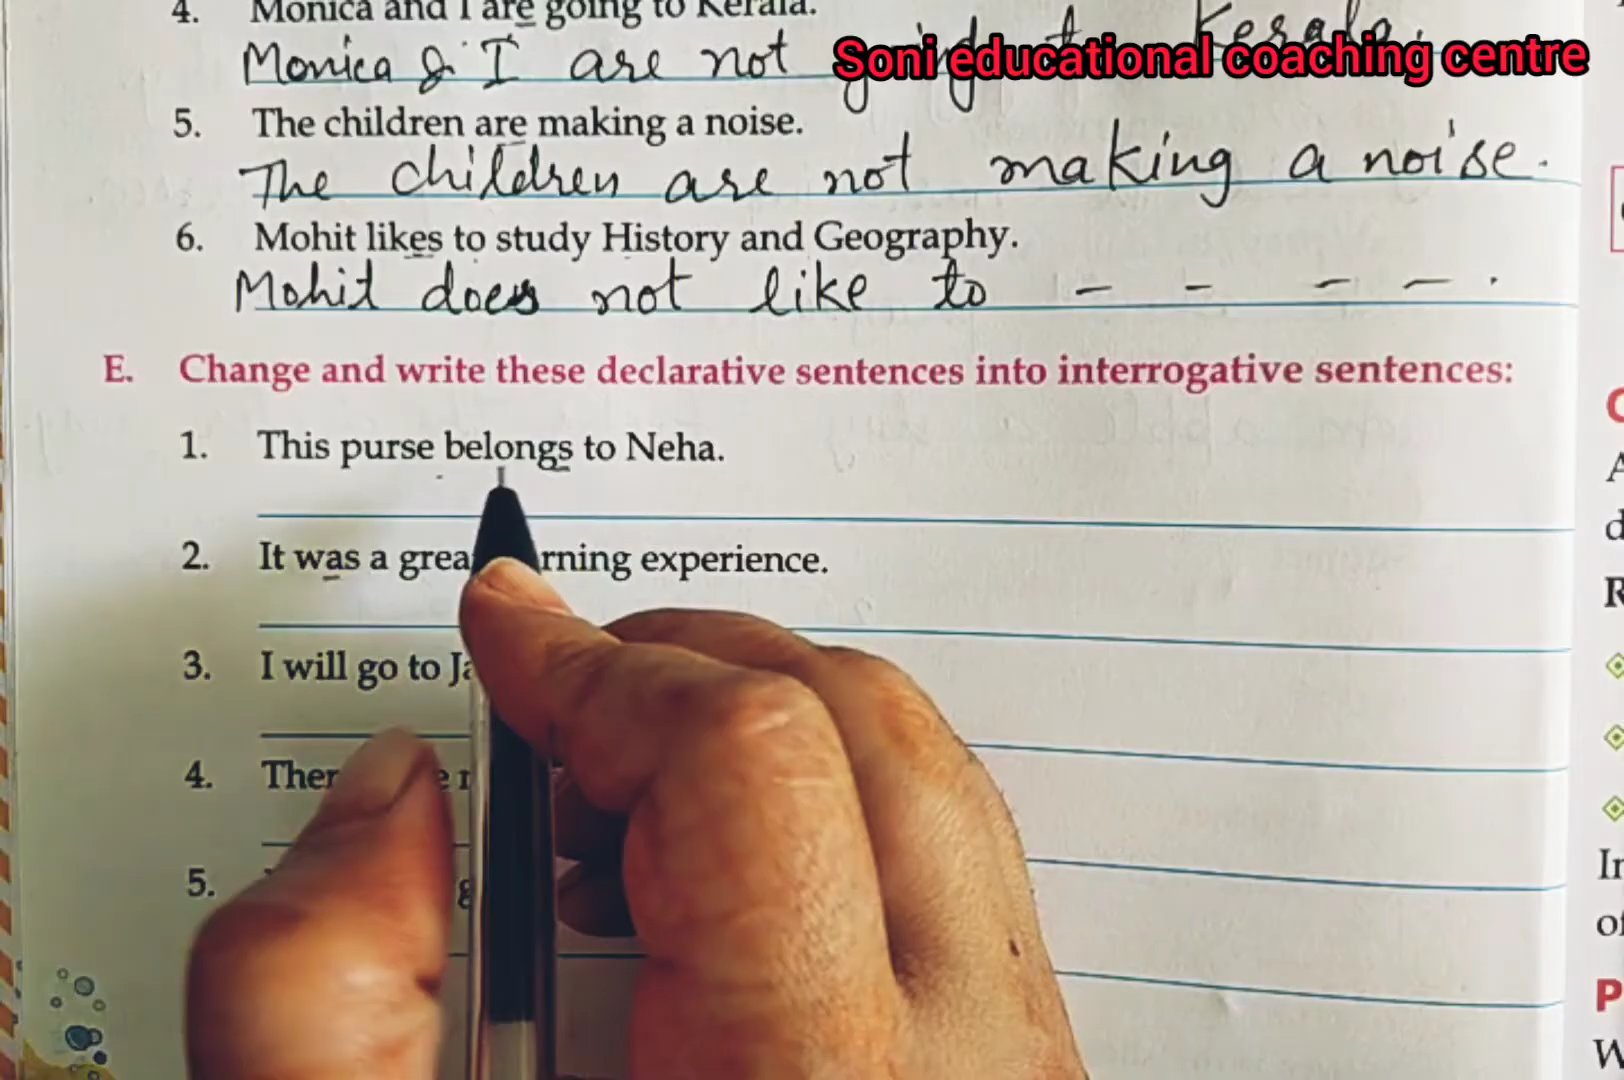 4. Monica and I are going to Kerala.
Monica & I are not going to Kerala.
Soni educational coaching centre
5. The children are making a noise.
The children are not making a noise.
6. Mohit likes to study History and Geography.
Mohit does not like to - - - - .
E. Change and write these declarative sentences into interrogative sentences:
1. This purse belongs to Neha.
2. It was a grea rning experience.
3. I will go to
4.
5.